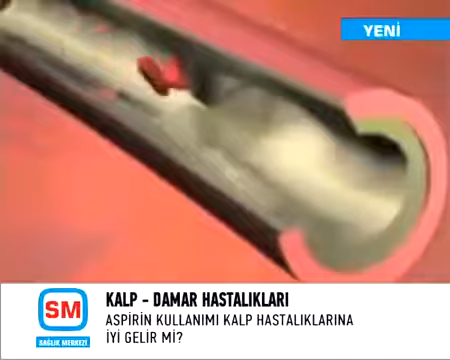 YENİ
KALP - DAMAR HASTALIKLARI
ASPİRİN KULLANIMI KALP HASTALIKLARINA
İYİ GELİR Mİ?
SM
SAĞLIK MERKEZİ